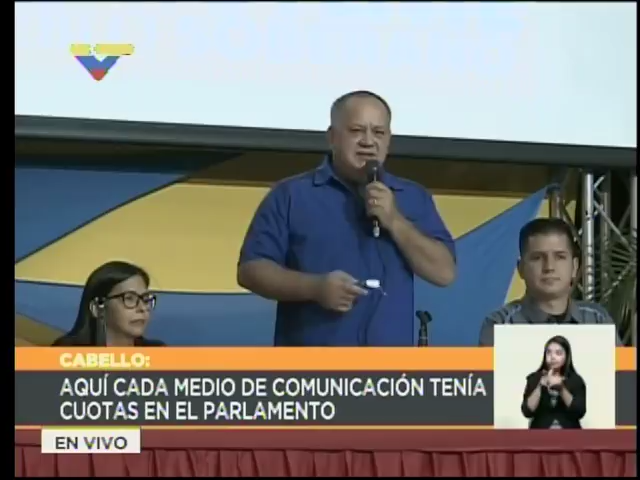 CABELLO:
AQUÍ CADA MEDIO DE COMUNICACIÓN TENÍA
CUOTAS EN EL PARLAMENTO
EN VIVO